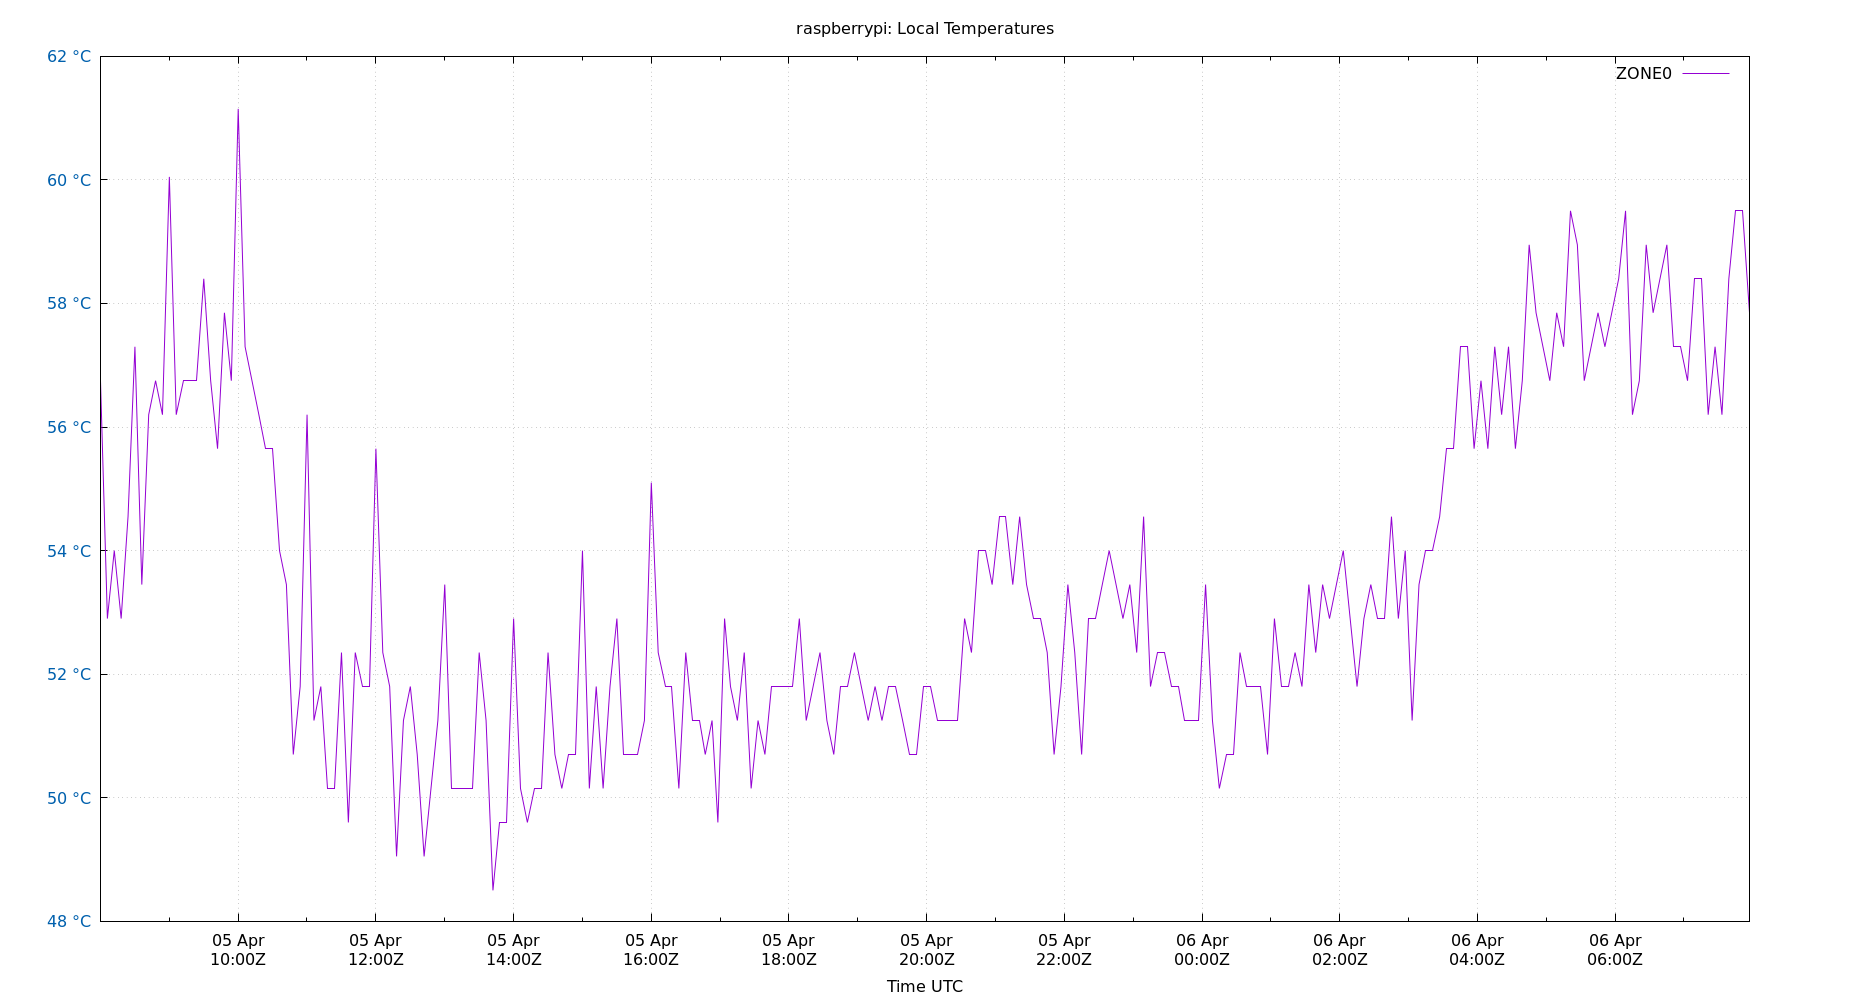 raspberrypi: Local Temperatures
62 °C
ZONE0
60 °C
58 °C
56 °C
54 °C
52 °C
50 °C
48 °C
05 Apr 05 Apr 05 Apr 05 Apr 05 Apr 05 Apr 05 Apr 06 Apr 06 Apr 06 Apr 06 Apr
10:00Z 12:00Z 14:00Z 16:00Z 18:00Z 20:00Z 22:00Z 00:00Z 02:00Z 04:00Z 06:00Z
Time UTC